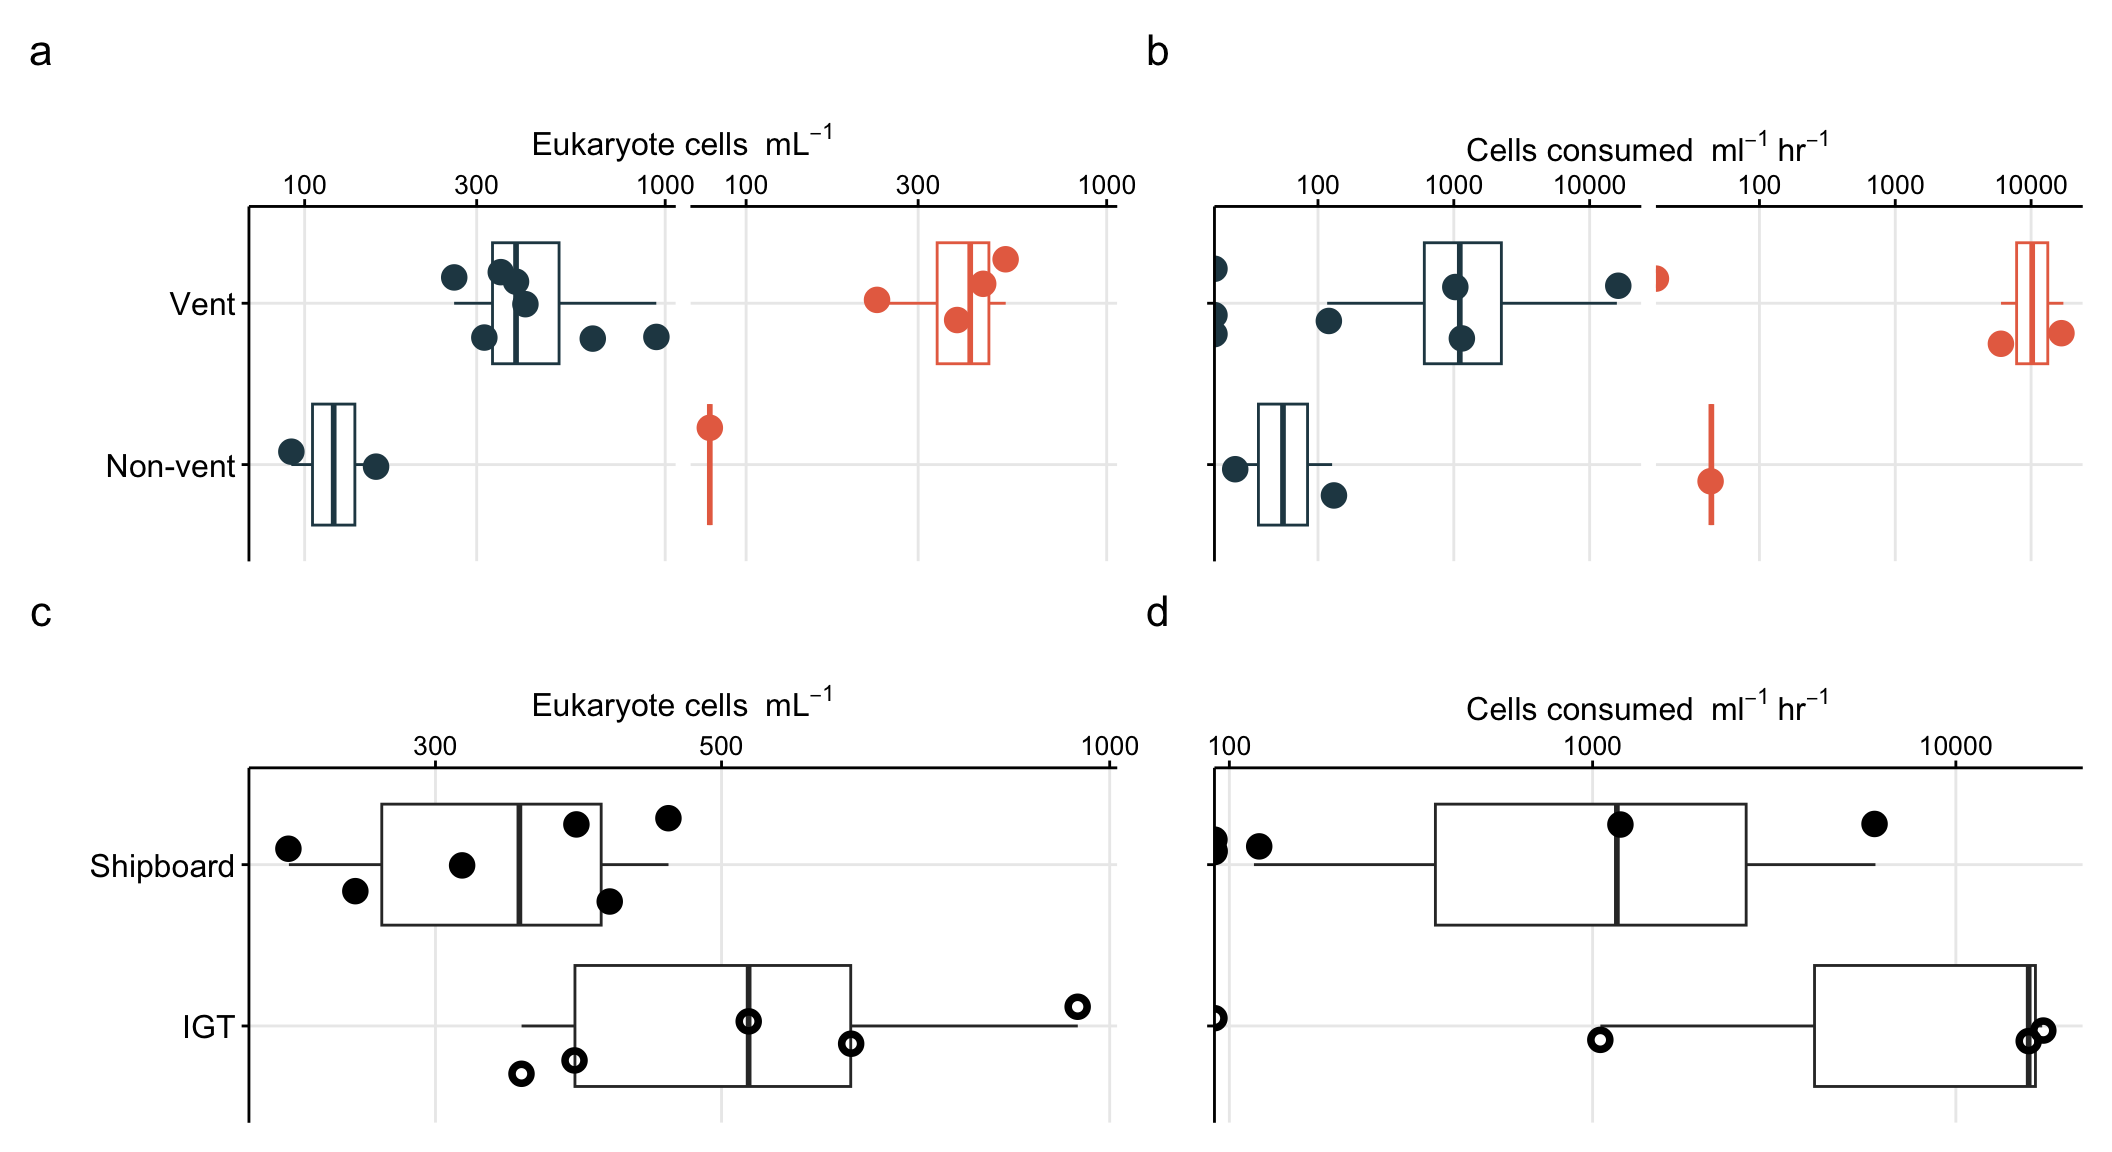 a
Eukaryote cells mL⁻¹
100 300 1000 100 300 1000
Vent
Non-vent
b
Cells consumed ml⁻¹ hr⁻¹
100 1000 10000 100 1000 10000
c
Eukaryote cells mL⁻¹
300 500 1000
Shipboard
IGT
d
Cells consumed ml⁻¹ hr⁻¹
100 1000 10000